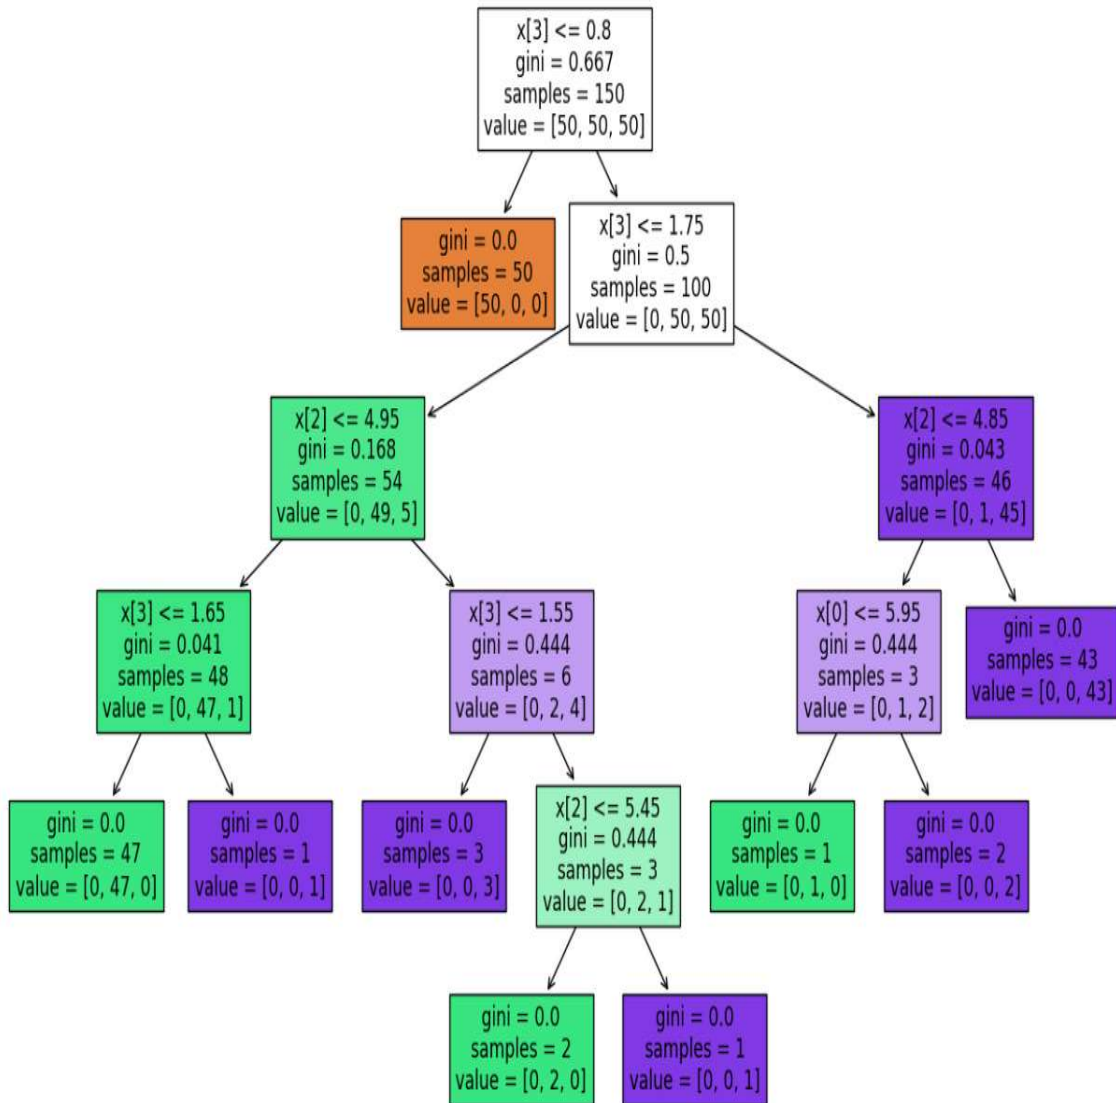 x[3] <= 0.8
gini = 0.667
samples = 150
value = [50, 50, 50]
gini = 0.0
samples = 50
value = [50, 0, 0]
x[3] <= 1.75
gini = 0.5
samples = 100
value = [0, 50, 50]
x[2] <= 4.95
gini = 0.168
samples = 54
value = [0, 49, 5]
x[2] <= 4.85
gini = 0.043
samples = 46
value = [0, 1, 45]
x[3] <= 1.65
gini = 0.041
samples = 48
value = [0, 47, 1]
x[3] <= 1.55
gini = 0.444
samples = 6
value = [0, 2, 4]
x[0] <= 5.95
gini = 0.444
samples = 3
value = [0, 1, 2]
gini = 0.0
samples = 43
value = [0, 0, 43]
gini = 0.0
samples = 47
value = [0, 47, 0]
gini = 0.0
samples = 1
value = [0, 0, 1]
gini = 0.0
samples = 3
value = [0, 0, 3]
x[2] <= 5.45
gini = 0.444
samples = 3
value = [0, 2, 1]
gini = 0.0
samples = 1
value = [0, 1, 0]
gini = 0.0
samples = 2
value = [0, 0, 2]
gini = 0.0
samples = 2
value = [0, 2, 0]
gini = 0.0
samples = 1
value = [0, 0, 1]